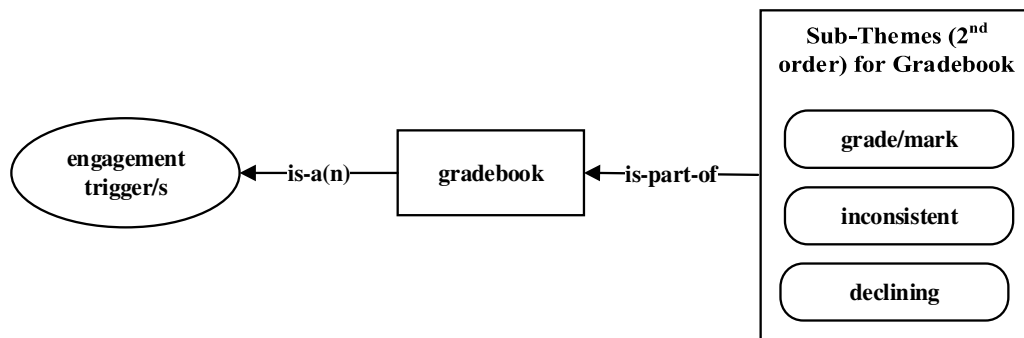 engagement
trigger/s
is-a(n)
gradebook
is-part-of
Sub-Themes (2nd
order) for Gradebook
grade/mark
inconsistent
declining